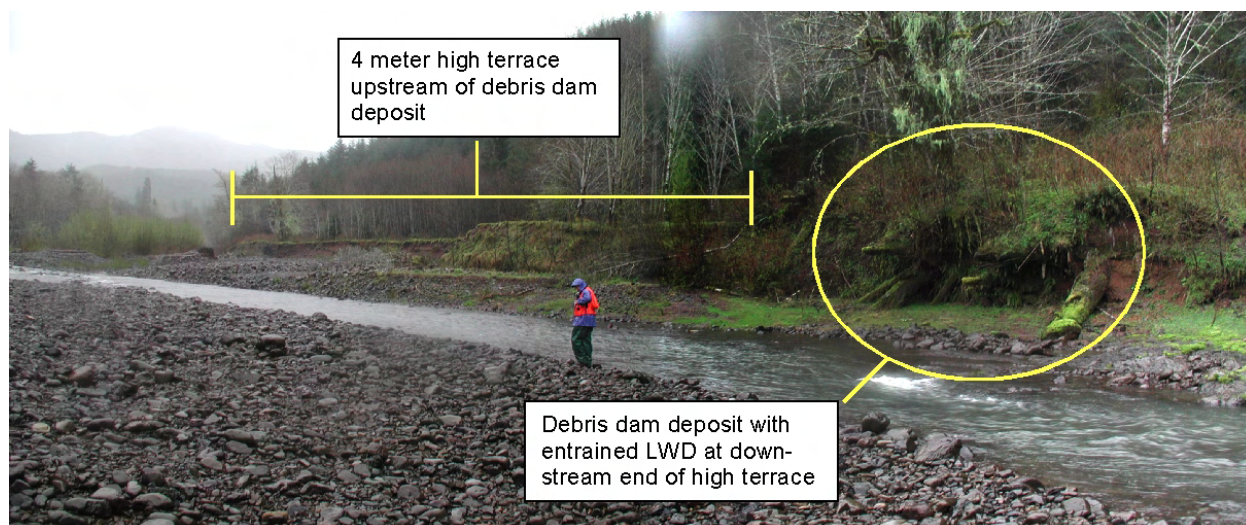 4 meter high terrace
upstream of debris dam
deposit
Debris dam deposit with
entrained LWD at down-
stream end of high terrace